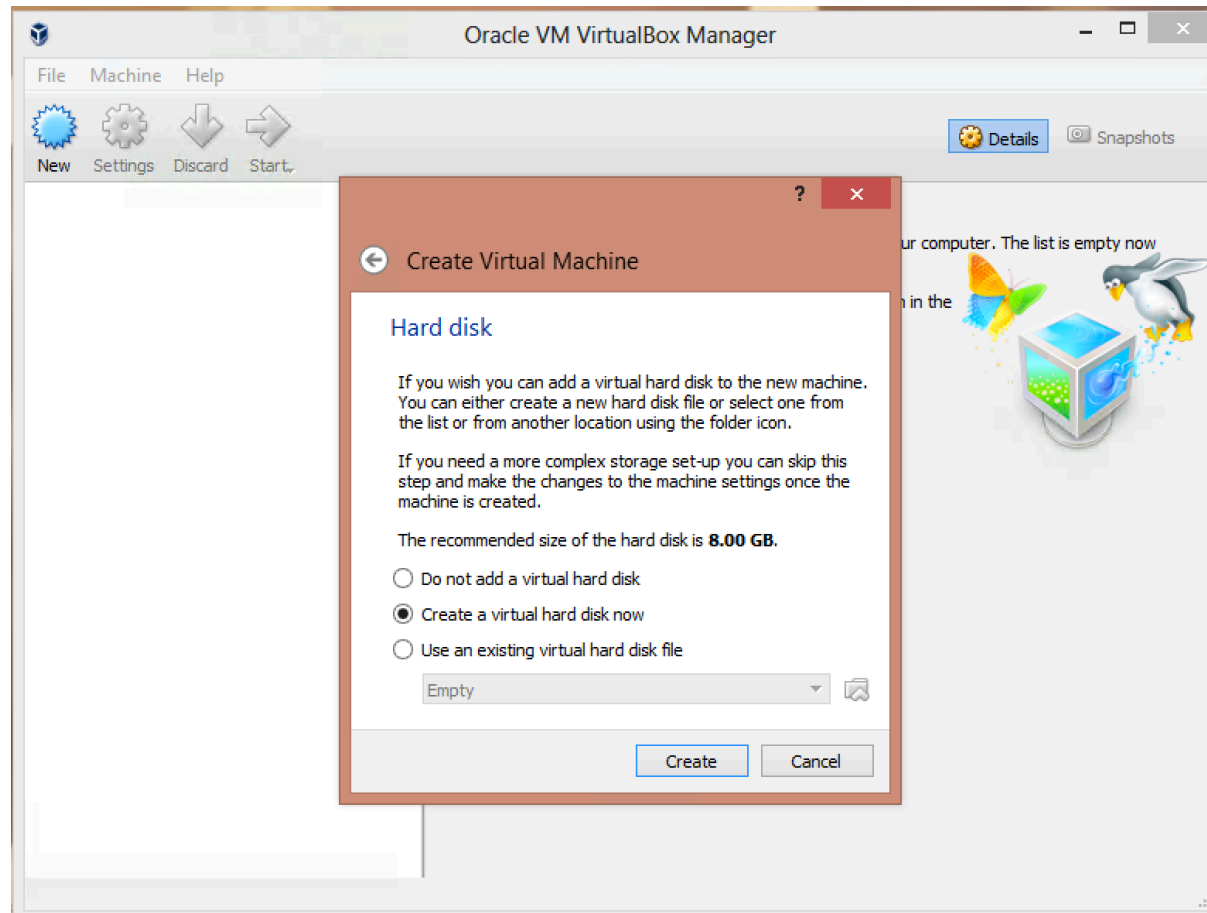 Oracle VM VirtualBox Manager
File Machine Help
New Settings Discard Start
Details Snapshots
?
Create Virtual Machine
ur computer. The list is empty now
n in the
Hard disk
If you wish you can add a virtual hard disk to the new machine.
You can either create a new hard disk file or select one from
the list or from another location using the folder icon.
If you need a more complex storage set-up you can skip this
step and make the changes to the machine settings once the
machine is created.
The recommended size of the hard disk is 8.00 GB.
Do not add a virtual hard disk
Create a virtual hard disk now
Use an existing virtual hard disk file
Empty
Create Cancel